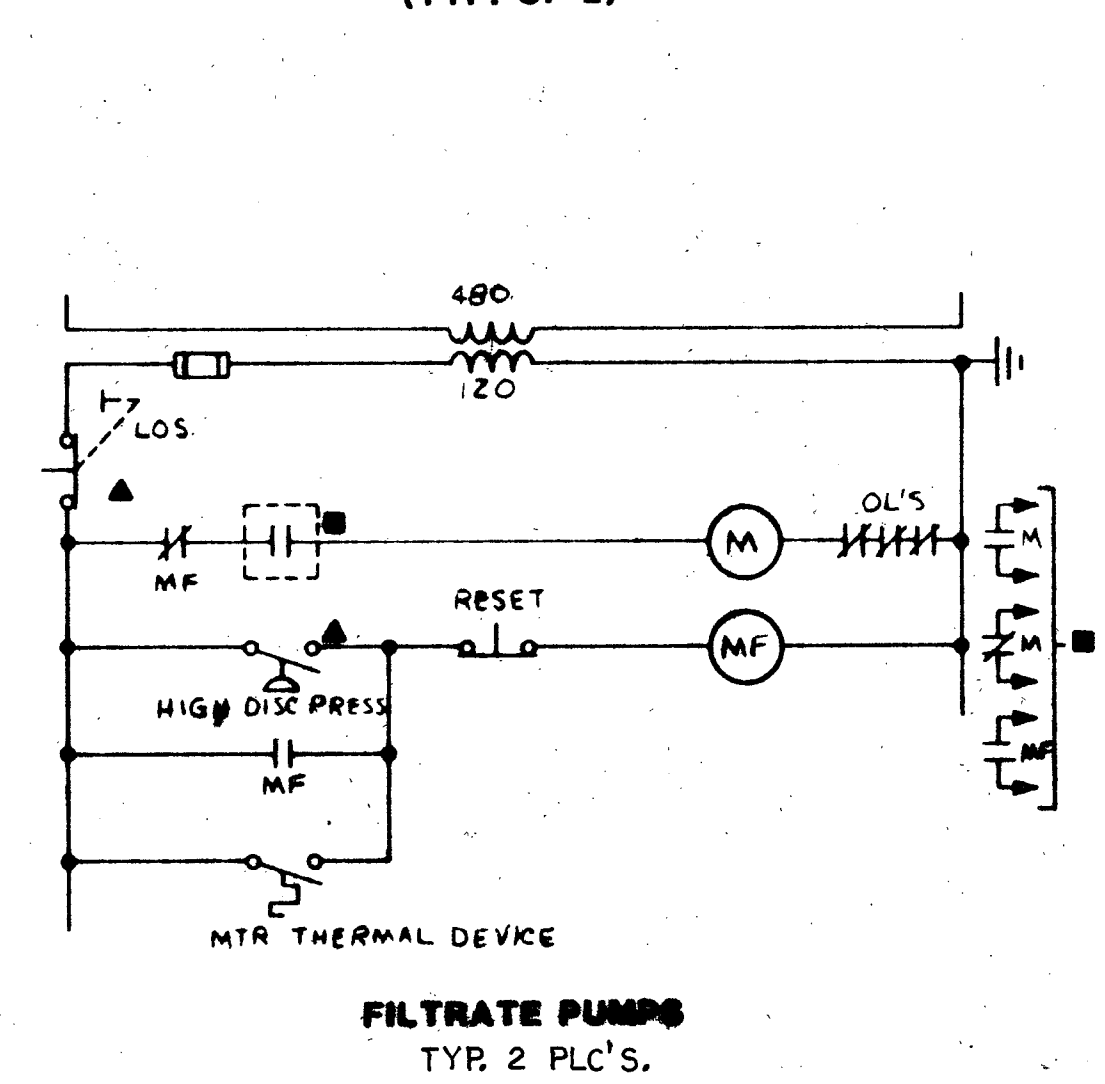 480
120
LOS.
OL'S
M
M
MF
RESET
M
MF
HIGH DISC PRESS
MF
MF
MTR THERMAL DEVICE
FILTRATE PUMPS
TYP. 2 PLC'S.